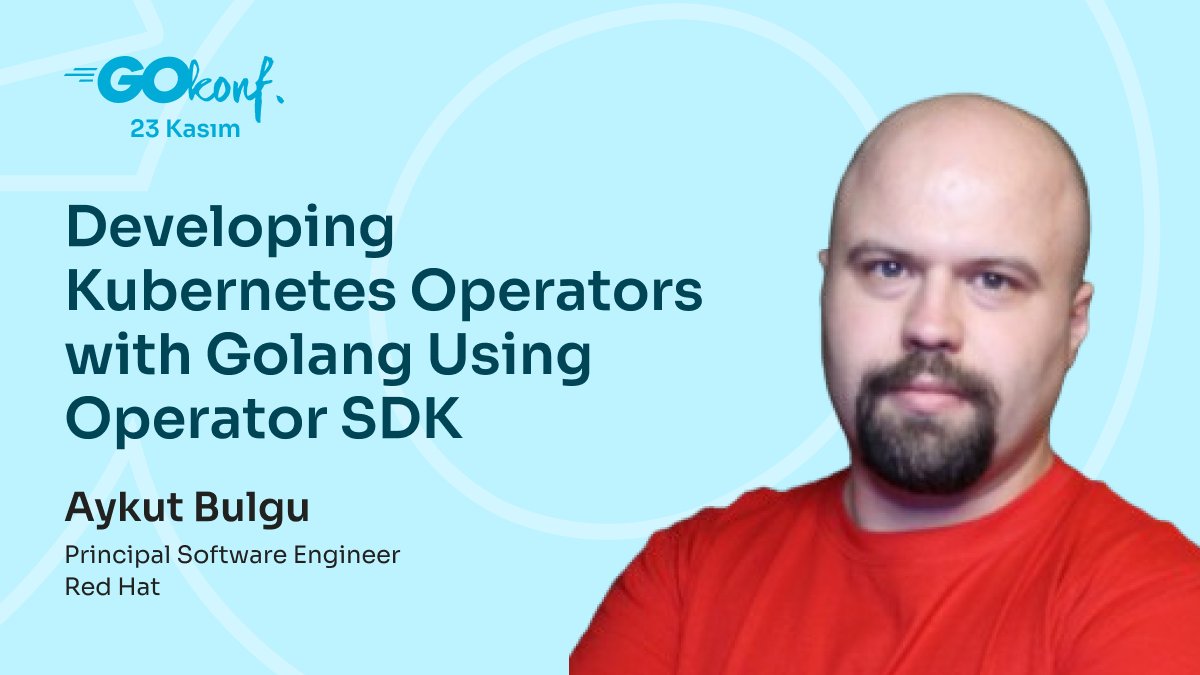 GOkonf.
23 Kasım
Developing
Kubernetes Operators
with Golang Using
Operator SDK
Aykut Bulgu
Principal Software Engineer
Red Hat